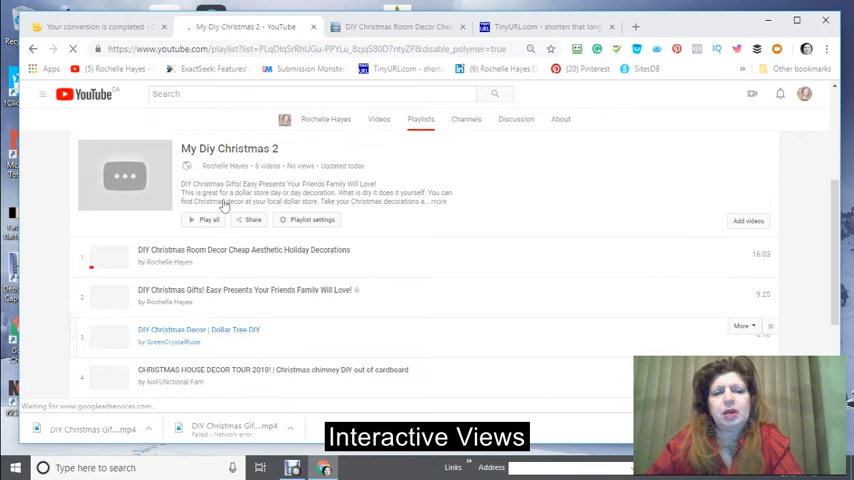 Your conversion is completed -
My Diy Christmas 2 - YouTube
DIY Christmas Room Decor Chea
TinyURL.com - shorten that long
https://www.youtube.com/playlist?list=PLqDlqSrRhUGu-PPYLu_8zjqS80D7ntyZP&disable_polymer=true
Apps
(5) Rochelle Hayes
ExactSeek: Featured
Submission Monster
TinyURL.com - short
(20) Pinterest
SitesDB
Other bookmarks
YouTube CA
Search
Rochelle Hayes
Videos
Playlists
Channels
Discussion
About
My Diy Christmas 2
Rochelle Hayes • 6 videos • No views • Updated today
DIY Christmas Gifts! Easy Presents Your Friends Family Will Love!
This is great for a dollar store day or day decoration. What is dry it does it yourself. You can
find Christmas decor at your local dollar store. Take your Christmas decorations a... more
Play all
Share
Playlist settings
Add videos
1
DIY Christmas Room Decor Cheap Aesthetic Holiday Decorations
by Rochelle Hayes
16:03
2
DIY Christmas Gifts! Easy Presents Your Friends Family Will Love!
by Rochelle Hayes
9:25
3
DIY Christmas Decor | Dollar Tree DIY
by GreenCrystalRose
More
4
CHRISTMAS HOUSE DECOR TOUR 2018! | Christmas chimney DIY out of cardboard
by 6ixFUNctional Fam
Waiting for www.googleadservices.com...
DIY Christmas Gif....mp4
DIY Christmas Gif....mp4
Failed - Network error
Interactive Views
Type here to search
Links
Address